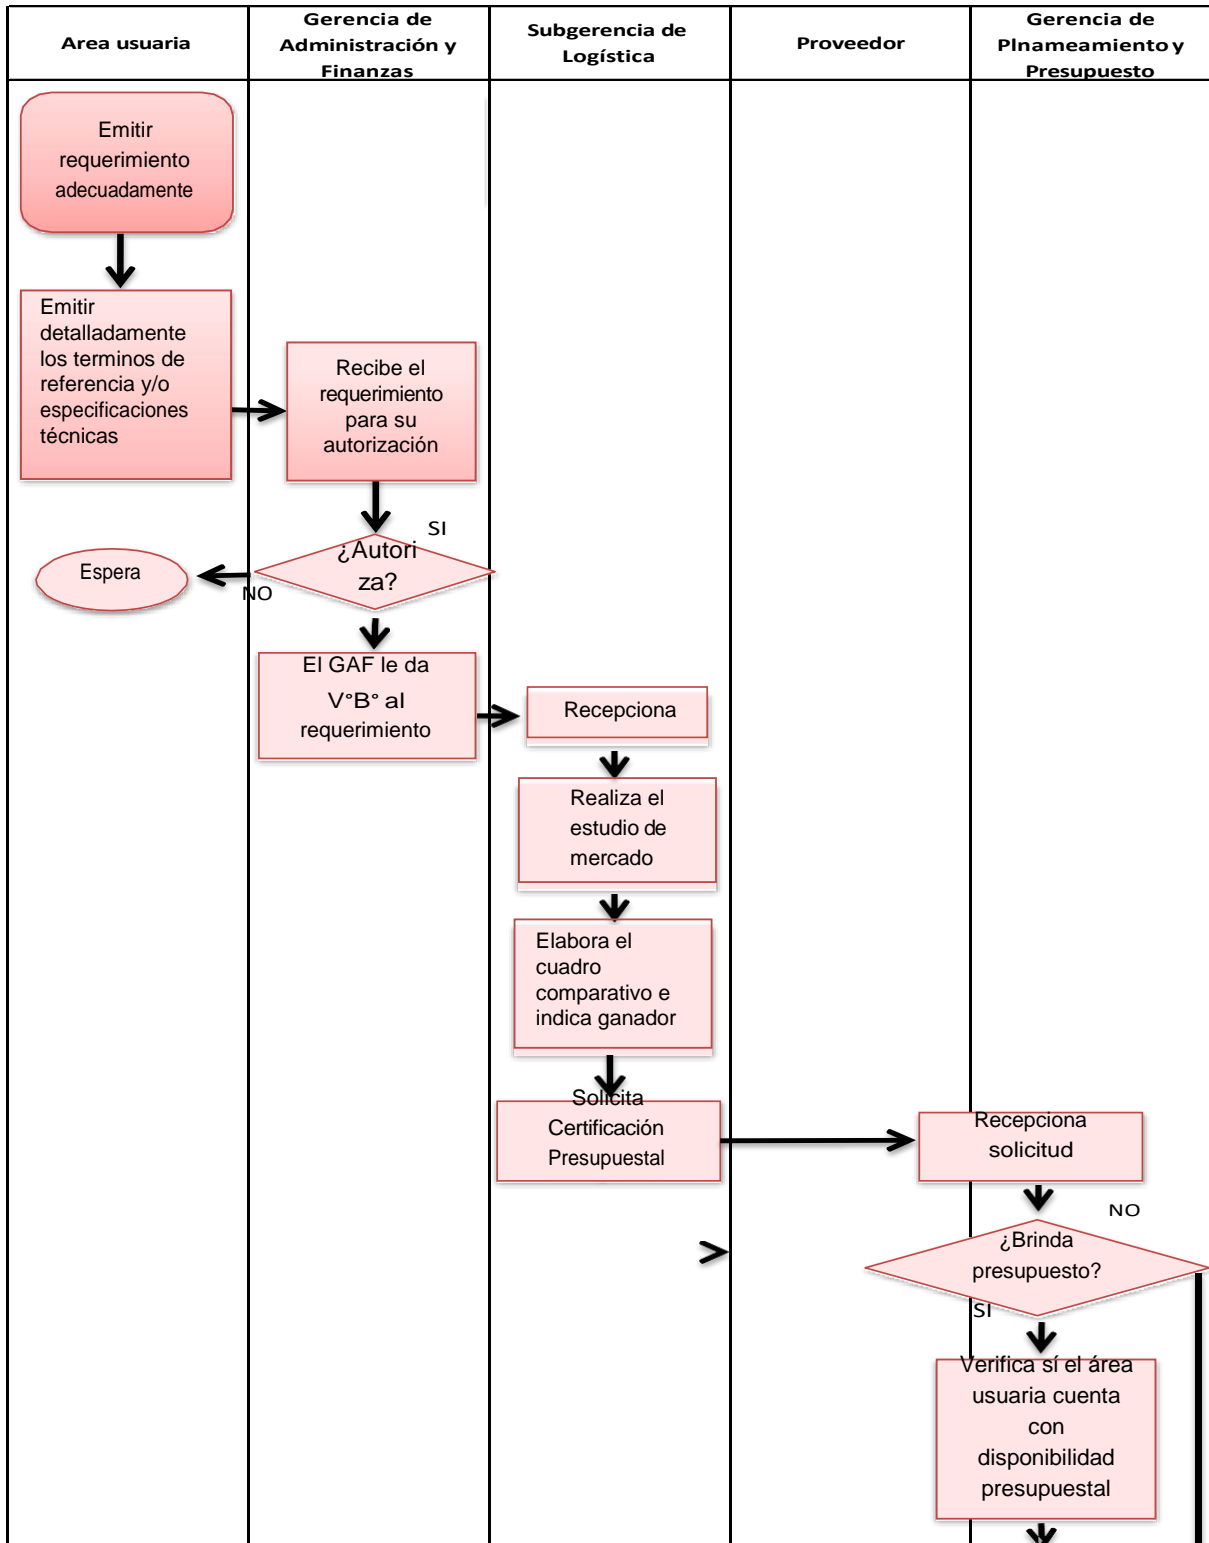 Area usuaria
Gerencia de
Administración y
Finanzas
Subgerencia de
Logística
Proveedor
Gerencia de
Plnameamiento y
Presupuesto
Emitir
requerimiento
adecuadamente
Emitir
detalladamente
los terminos de
referencia y/o
especificaciones
técnicas
Recibe el
requerimiento
para su
autorización
SI
¿Autori
za?
NO
Espera
El GAF le da
V°B° al
requerimiento
Recepciona
Realiza el
estudio de
mercado
Elabora el
cuadro
comparativo e
indica ganador
Solicita
Certificación
Presupuestal
Recepciona
solicitud
NO
¿Brinda
presupuesto?
SI
Verifica sí el área
usuaria cuenta
con
disponibilidad
presupuestal